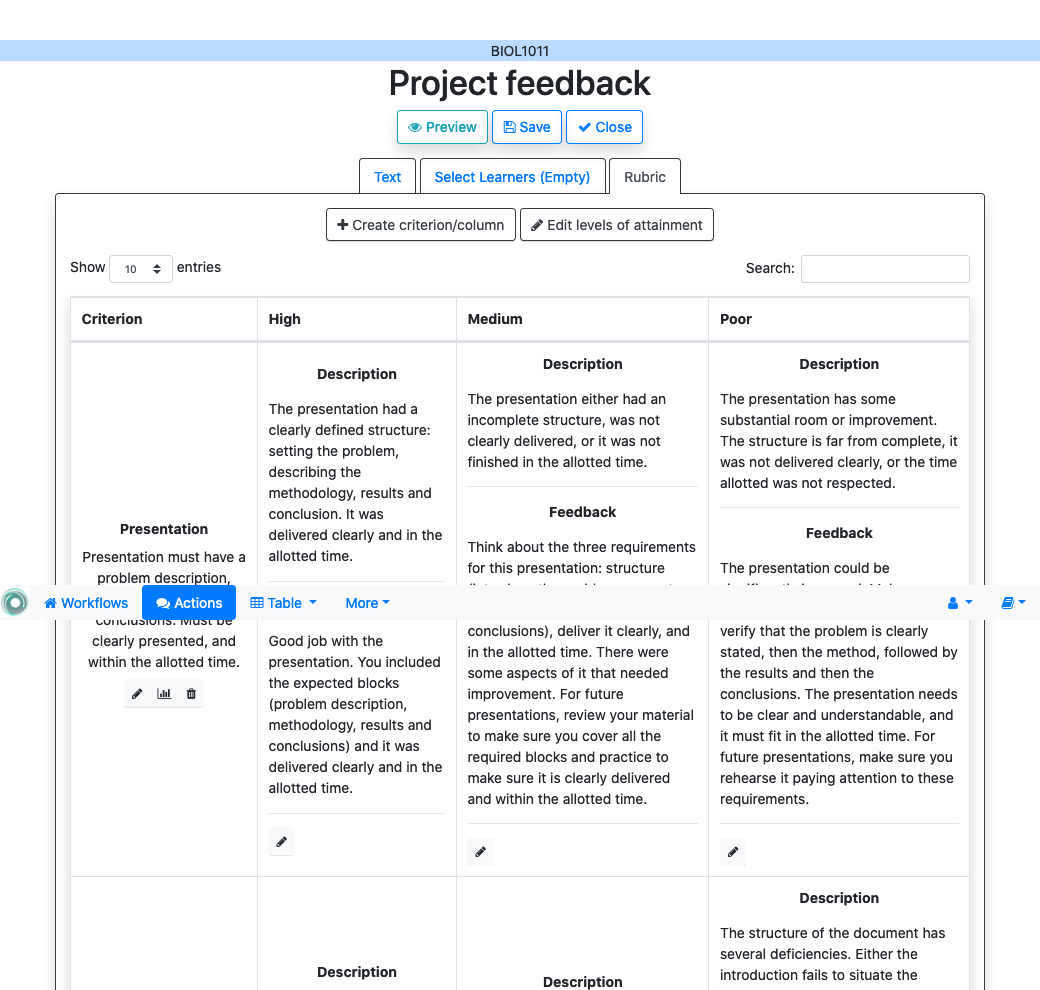 BIOL1011
Project feedback
Preview Save Close
Text Select Learners (Empty) Rubric
Create criterion/column Edit levels of attainment
Show 10 entries Search:
Criterion High Medium Poor
Presentation
Presentation must have a
problem description,
conclusions. Must be
clearly presented, and
within the allotted time.
Description
The presentation had a
clearly defined structure:
setting the problem,
describing the
methodology, results and
conclusion. It was
delivered clearly and in the
allotted time.
Good job with the
presentation. You included
the expected blocks
(problem description,
methodology, results and
conclusions) and it was
delivered clearly and in the
allotted time.
Description
The presentation either had an
incomplete structure, was not
clearly delivered, or it was not
finished in the allotted time.
Feedback
Think about the three requirements
for this presentation: structure
conclusions), deliver it clearly, and
in the allotted time. There were
some aspects of it that needed
improvement. For future
presentations, review your material
to make sure you cover all the
required blocks and practice to
make sure it is clearly delivered
and within the allotted time.
Description
The presentation has some
substantial room or improvement.
The structure is far from complete, it
was not delivered clearly, or the time
allotted was not respected.
Feedback
The presentation could be
verify that the problem is clearly
stated, then the method, followed by
the results and then the
conclusions. The presentation needs
to be clear and understandable, and
it must fit in the allotted time. For
future presentations, make sure you
rehearse it paying attention to these
requirements.
Workflows Actions Table More
Description
Description
Description
The structure of the document has
several deficiencies. Either the
introduction fails to situate the